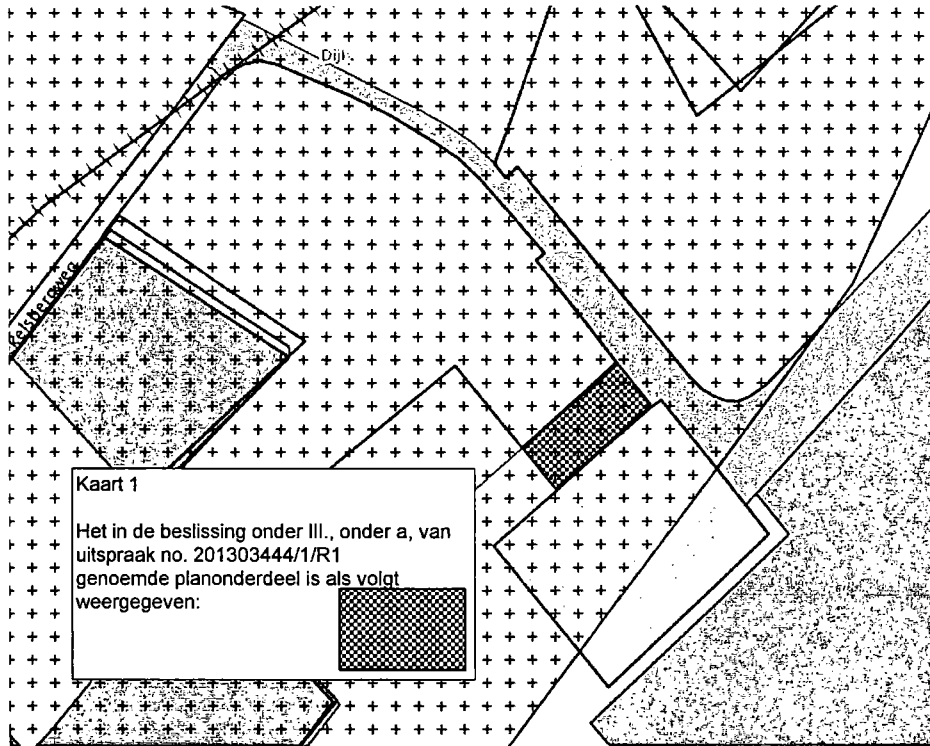 Dijl
Kaart 1
Het in de beslissing onder III., onder a, van
uitspraak no. 201303444/1/R1
genoemde planonderdeel is als volgt
weergegeven: